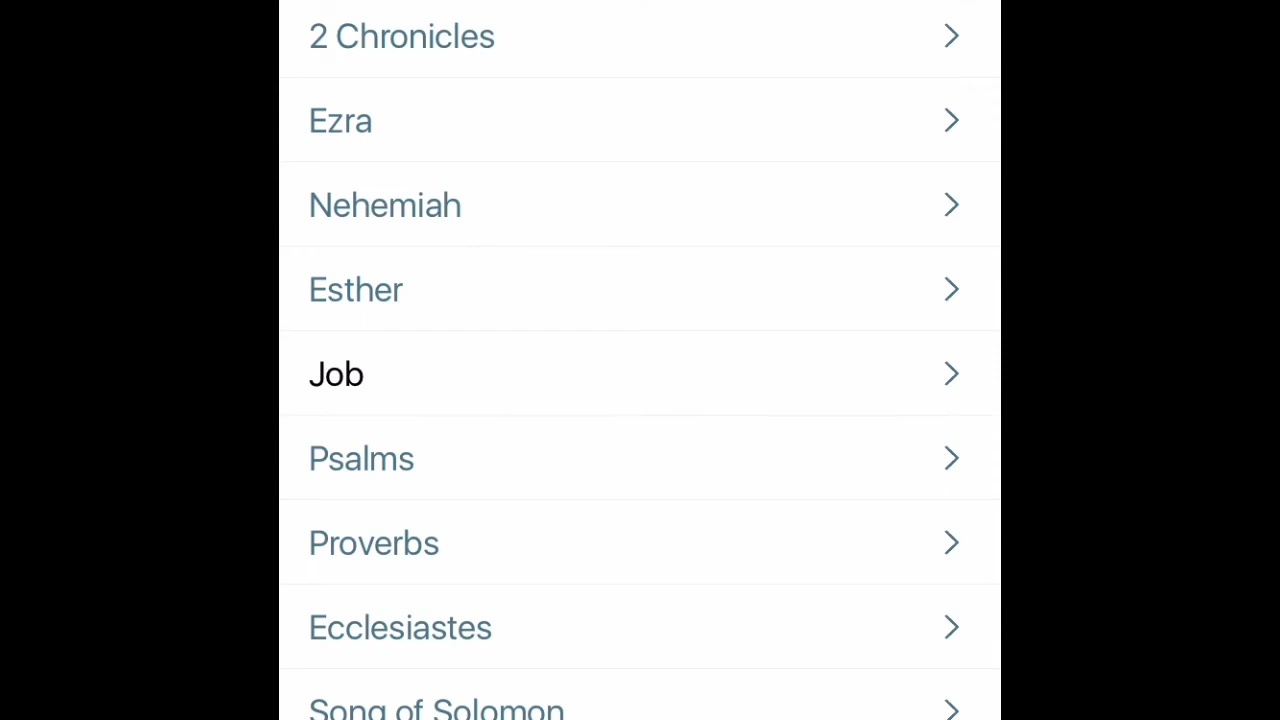 2 Chronicles
Ezra
Nehemiah
Esther
Job
Psalms
Proverbs
Ecclesiastes
Song of Solomon